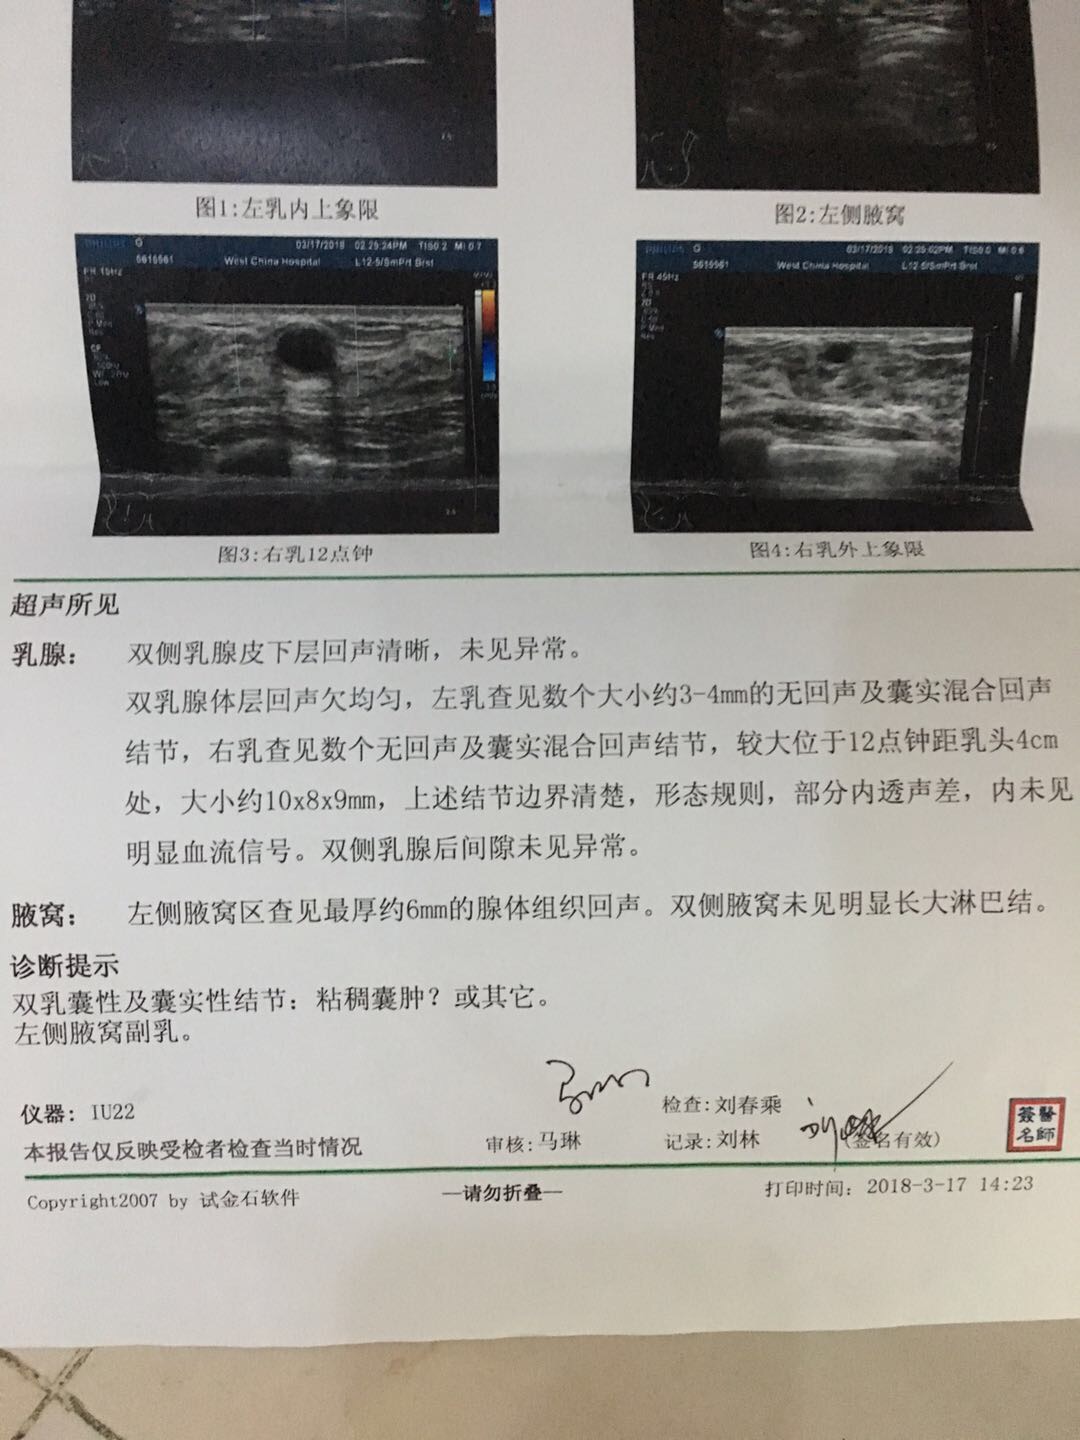 图1:左乳内上象限
图2:左侧腋窝
PHILIPS G 03/17/2018 02:25:24PM TIS0.2 MI 0.7
5616561 West China Hospital L12-5/SmPrt Brst
FR 15Hz
2D
CF
Low
PHILIPS G 03/17/2018 02:25:02PM TIS0.0 MI 0.6
5616561 West China Hospital L12-5/SmPrt Brst
FR 45Hz
2D
图3:右乳12点钟
图4:右乳外上象限
超声所见
乳腺： 双侧乳腺皮下层回声清晰，未见异常。
双乳腺体层回声欠均匀，左乳查见数个大小约3-4mm的无回声及囊实混合回声
结节，右乳查见数个无回声及囊实混合回声结节，较大位于12点钟距乳头4cm
处，大小约10x8x9mm，上述结节边界清楚，形态规则，部分内透声差，内未见
明显血流信号。双侧乳腺后间隙未见异常。
腋窝： 左侧腋窝区查见最厚约6mm的腺体组织回声。双侧腋窝未见明显长大淋巴结。
诊断提示
双乳囊性及囊实性结节：粘稠囊肿？或其它。
左侧腋窝副乳。
仪器：IU22
检查:刘春乘
本报告仅反映受检者检查当时情况
审核:马琳
记录:刘林
(签名有效)
簽醫
名師
Copyright2007 by 试金石软件
—请勿折叠—
打印时间：2018-3-17 14:23